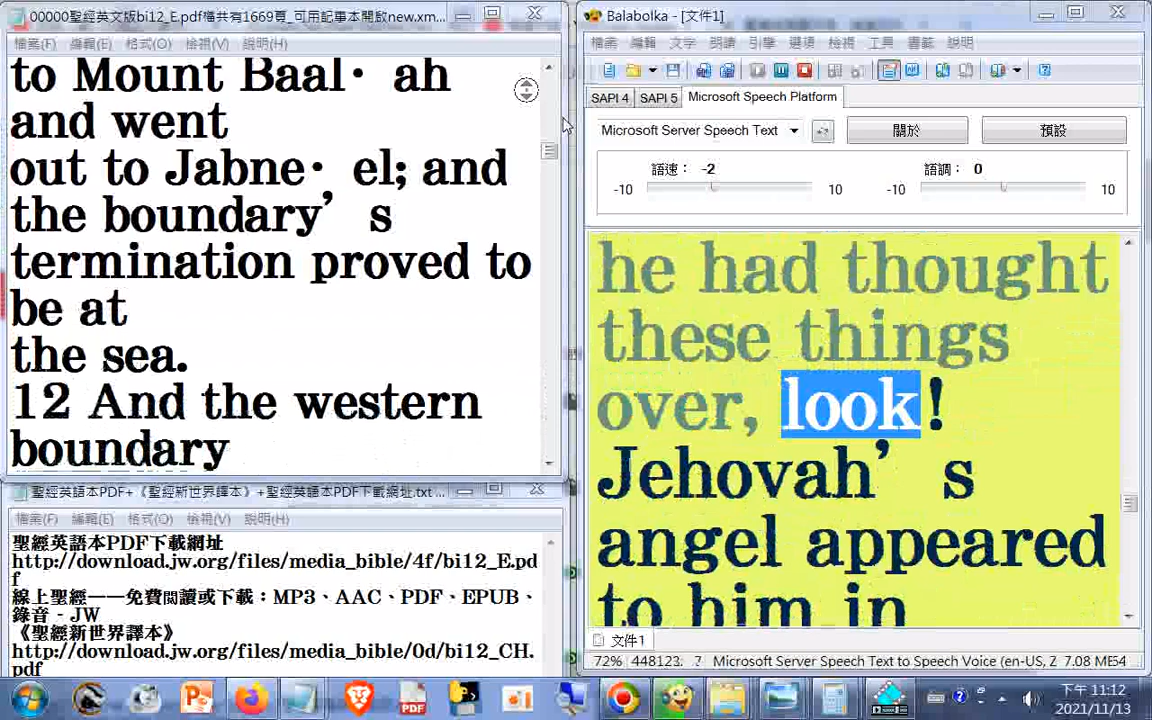 00000聖經英文版bi12_E.pdf檔共有1669頁_可用記事本開啟new.xm...
檔案(F) 編輯(E) 格式(O) 檢視(V) 說明(H)
to Mount Baal· ah
and went
out to Jabne· el; and
the boundary’ s
termination proved to
be at
the sea.
12 And the western
boundary
聖經英語本PDF+《聖經新世界譯本》+聖經英語本PDF下載網址.txt ...
檔案(F) 編輯(E) 格式(O) 檢視(V) 說明(H)
聖經英語本PDF下載網址
http://download.jw.org/files/media_bible/4f/bi12_E.pd
f
線上聖經——免費閱讀或下載：MP3、AAC、PDF、EPUB、
錄音 - JW
《聖經新世界譯本》
http://download.jw.org/files/media_bible/0d/bi12_CH.
pdf
Balabolka - [文件1]
檔案 編輯 文字 朗讀 引擎 選項 檢視 工具 書籤 說明
SAPI 4 SAPI 5 Microsoft Speech Platform
Microsoft Server Speech Text 關於 預設
語速： -2 語調： 0
-10 10 -10 10
he had thought
these things
over, look!
Jehovah’ s
angel appeared
to him in
文件1
72% 448123. ? Microsoft Server Speech Text to Speech Voice (en-US, Z 7.08 ME54
下午 11:12
2021/11/13